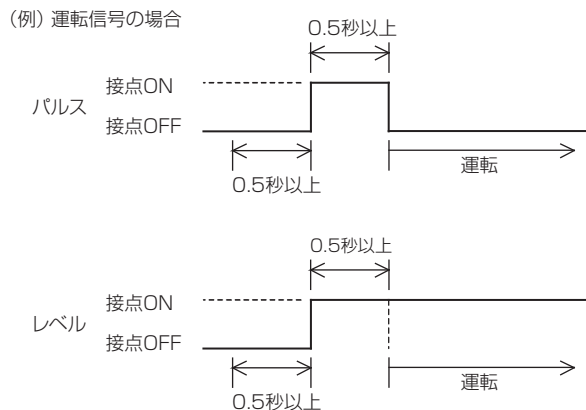 （例）運転信号の場合
0.5秒以上
パルス
接点ON
接点OFF
0.5秒以上
運転
0.5秒以上
レベル
接点ON
接点OFF
0.5秒以上
運転